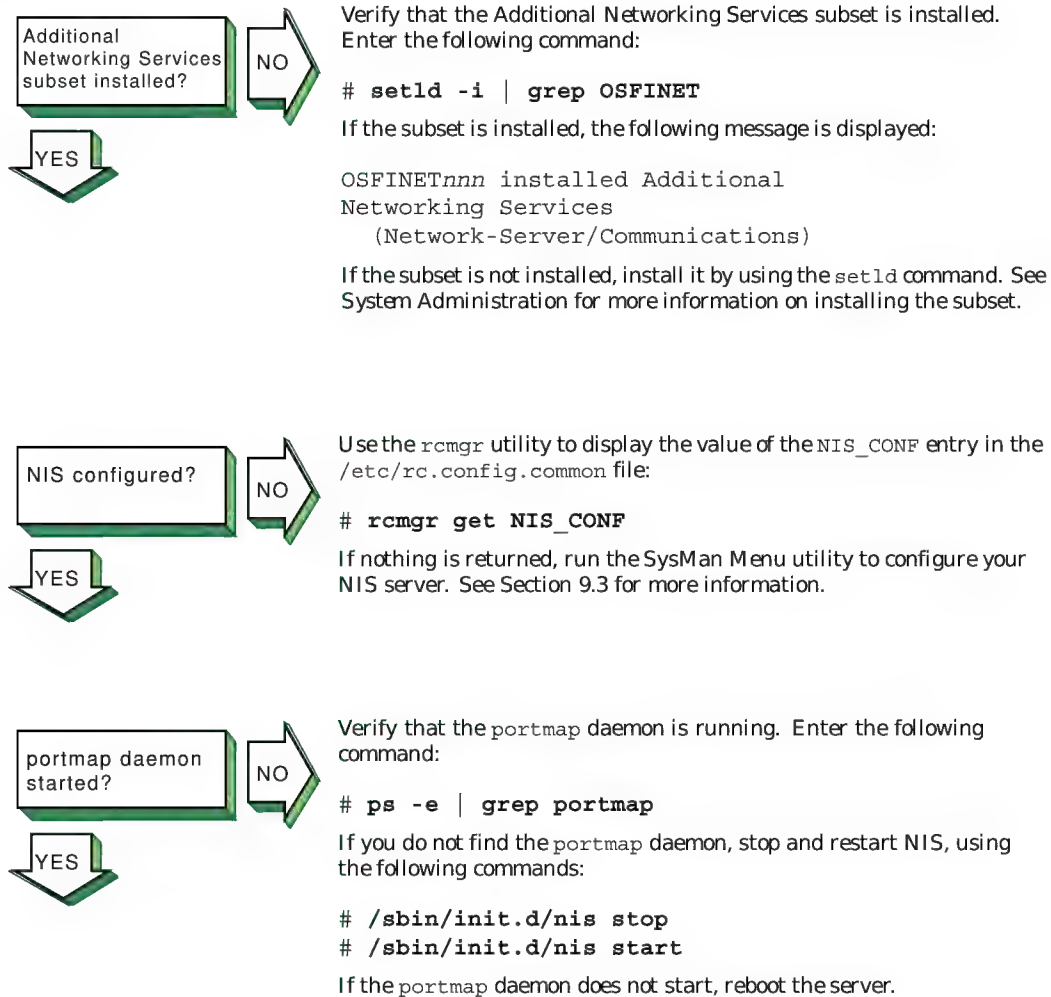 Additional
Networking Services
subset installed?
NO
YES
Verify that the Additional Networking Services subset is installed.
Enter the following command:
# setld -i | grep OSFINET
If the subset is installed, the following message is displayed:
OSFINETnnn installed Additional
Networking Services
(Network-Server/Communications)
If the subset is not installed, install it by using the setld command. See
System Administration for more information on installing the subset.
NIS configured?
NO
YES
Use the rcmgr utility to display the value of the NIS_CONF entry in the
/etc/rc.config.common file:
# rcmgr get NIS_CONF
If nothing is returned, run the SysMan Menu utility to configure your
NIS server. See Section 9.3 for more information.
portmap daemon
started?
NO
YES
Verify that the portmap daemon is running. Enter the following
command:
# ps -e | grep portmap
If you do not find the portmap daemon, stop and restart NIS, using
the following commands:
# /sbin/init.d/nis stop
# /sbin/init.d/nis start
If the portmap daemon does not start, reboot the server.